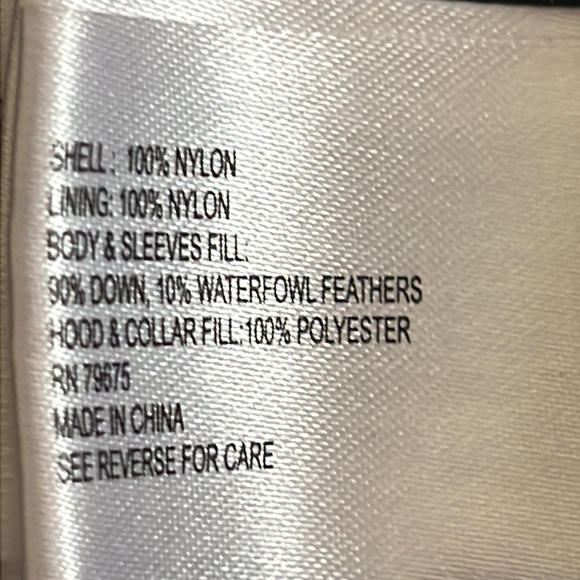 SHELL: 100% NYLON
LINING: 100% NYLON
BODY & SLEEVES FILL:
90% DOWN, 10% WATERFOWL FEATHERS
HOOD & COLLAR FILL:100% POLYESTER
RN 79675
MADE IN CHINA
SEE REVERSE FOR CARE